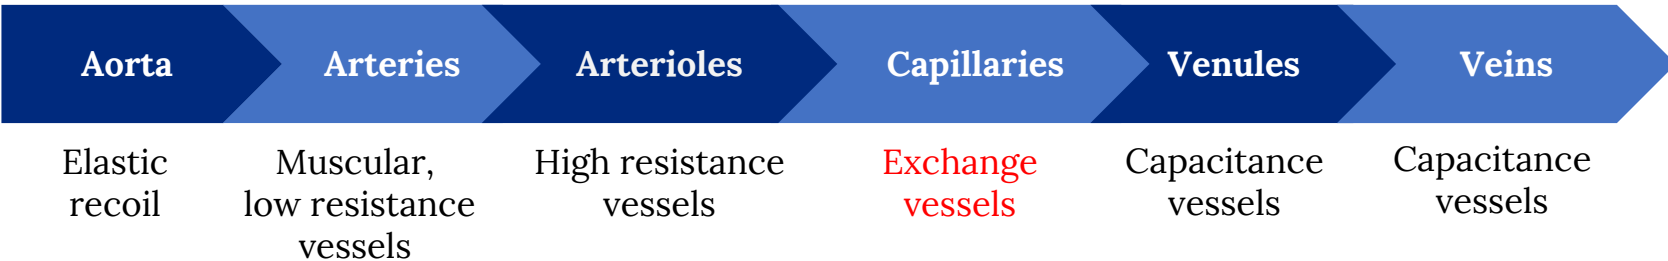 Aorta
Arteries
Arterioles
Capillaries
Venules
Veins
Elastic
recoil
Muscular,
low resistance
vessels
High resistance
vessels
Exchange
vessels
Capacitance
vessels
Capacitance
vessels